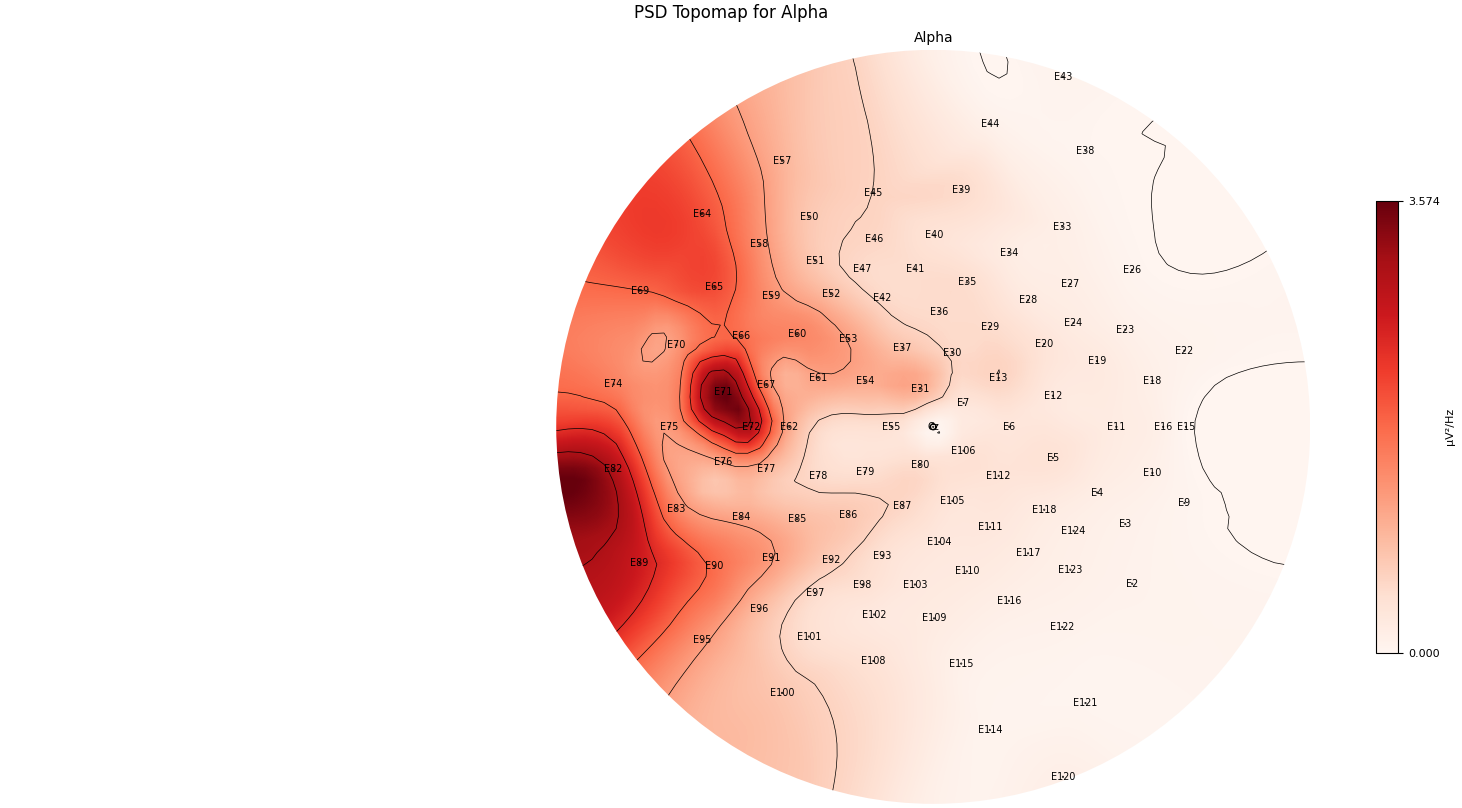 PSD Topomap for Alpha
Alpha
E43
E44
E38
E57
E45 E39
E64 E50
E58 E46 E40 E34 E33
E51 E47 E41 E26
E69 E65 E59 E52 E42 E35 E28 E27
E36
E66 E60 E53 E29 E24 E23
E70 E37 E30 E20 E22
E74 E67 E61 E54 E13 E19 E18
E71 E31 E7 E12
E75 E72 E62 E55 E6 E11 E16 E15
E106
E82 E76 E77 E78 E79 E80 E112 E5 E10
E83 E87 E105 E4 E9
E84 E85 E86 E111 E118 E3
E104 E124
E89 E90 E91 E92 E93 E110 E117 E123
E97 E98 E103 E2
E96 E102 E109 E116
E95 E101 E122
E108 E115
E100 E121
E114
E120
3.574
µV²/Hz
0.000